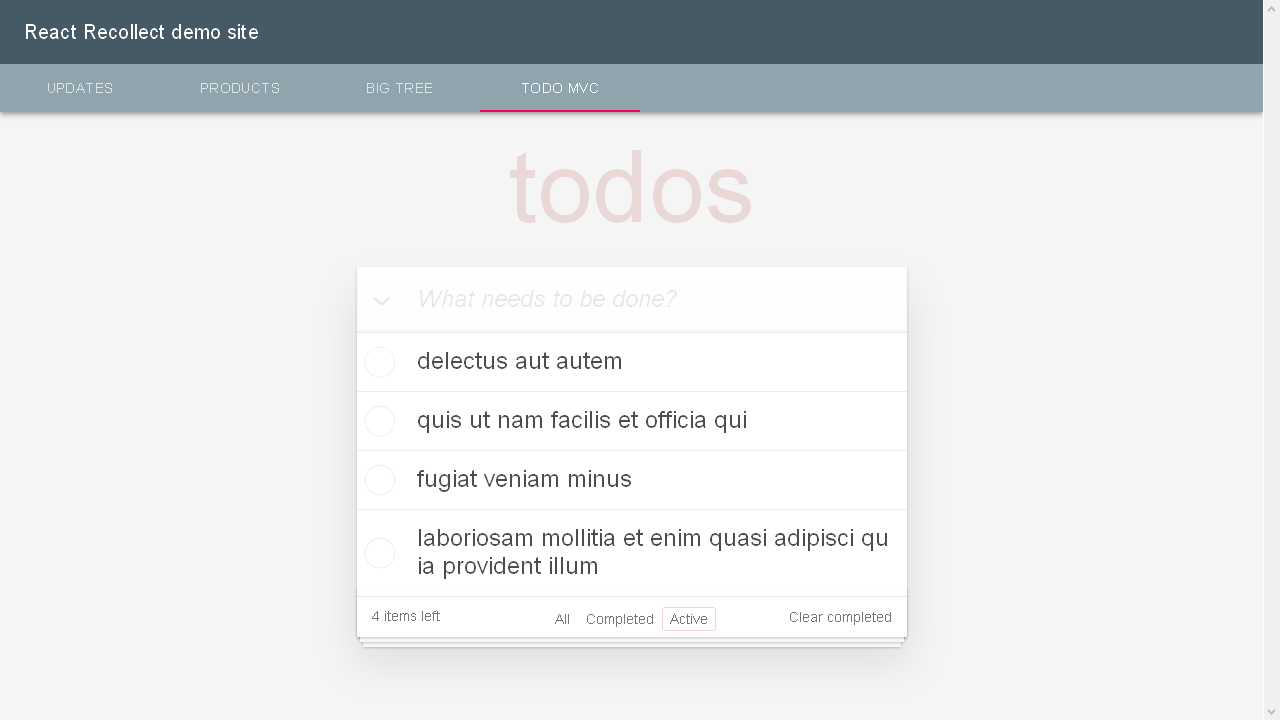 React Recollect demo site
UPDATES PRODUCTS BIG TREE TODO MVC
todos
What needs to be done?
delectus aut autem
quis ut nam facilis et officia qui
fugiat veniam minus
laboriosam mollitia et enim quasi adipisci qu
ia provident illum
4 items left All Completed Active Clear completed